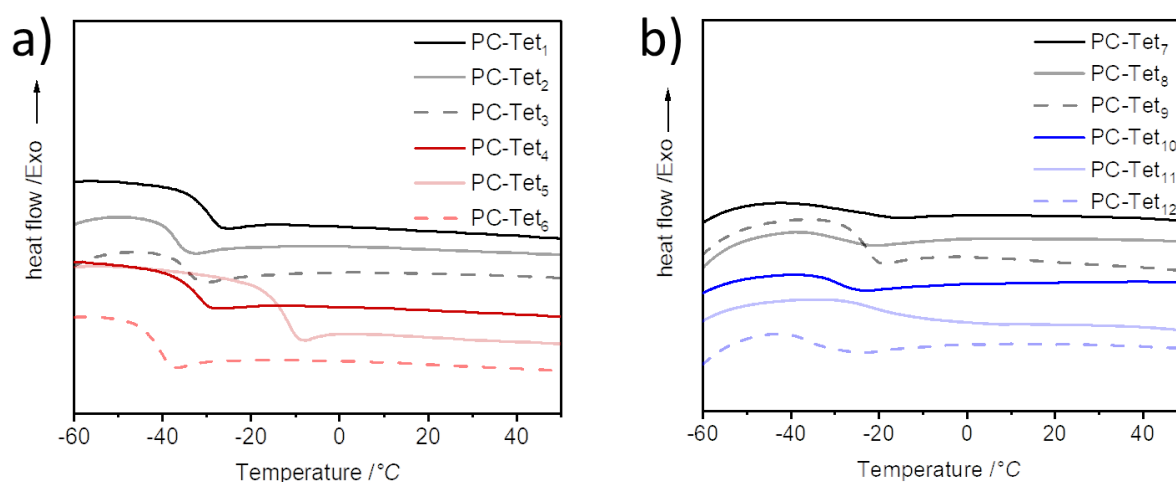 a)
PC-Tet₁
PC-Tet₂
PC-Tet₃
PC-Tet₄
PC-Tet₅
PC-Tet₆
heat flow /Exo
-60 -40 -20 0 20 40
Temperature /°C
b)
PC-Tet₇
PC-Tet₈
PC-Tet₉
PC-Tet₁₀
PC-Tet₁₁
PC-Tet₁₂
heat flow /Exo
-60 -40 -20 0 20 40
Temperature /°C